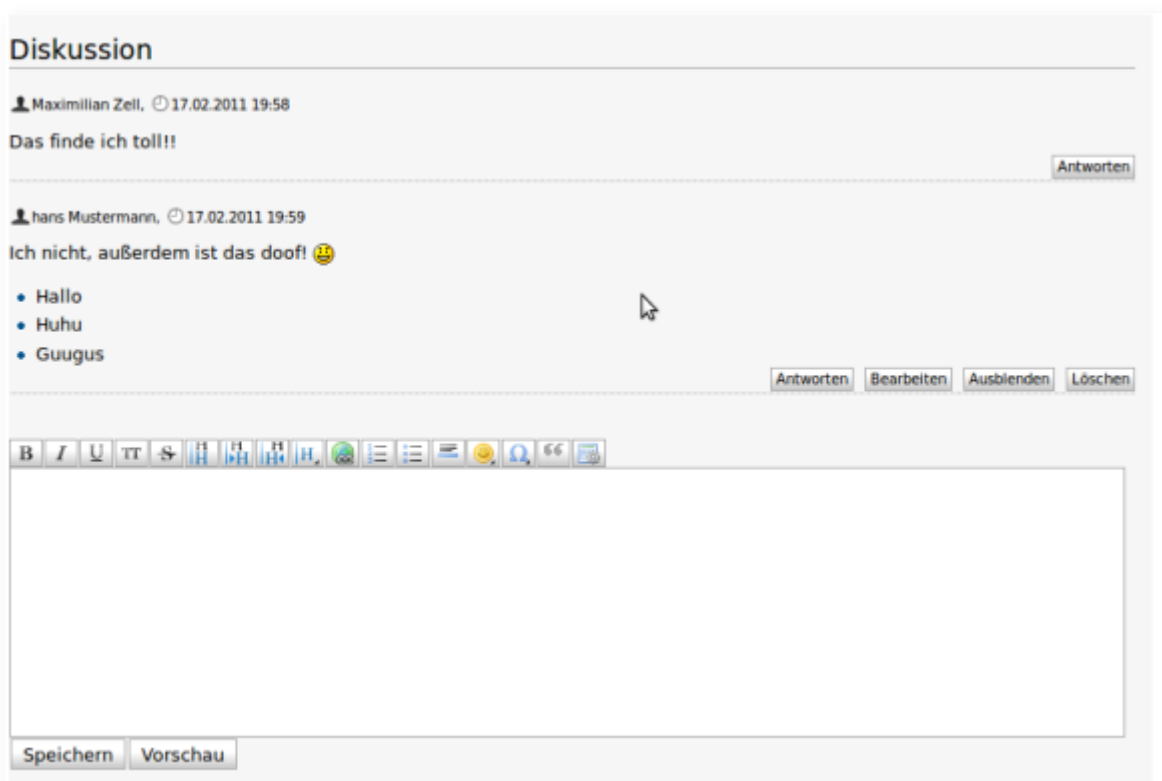 Diskussion
Maximilian Zell, 17.02.2011 19:58
Das finde ich toll!!
Antworten
hans Mustermann, 17.02.2011 19:59
Ich nicht, außerdem ist das doof!
Hallo
Huhu
Guugus
Antworten Bearbeiten Ausblenden Löschen
B I U TT S H H H H H H H Ω “
Speichern Vorschau